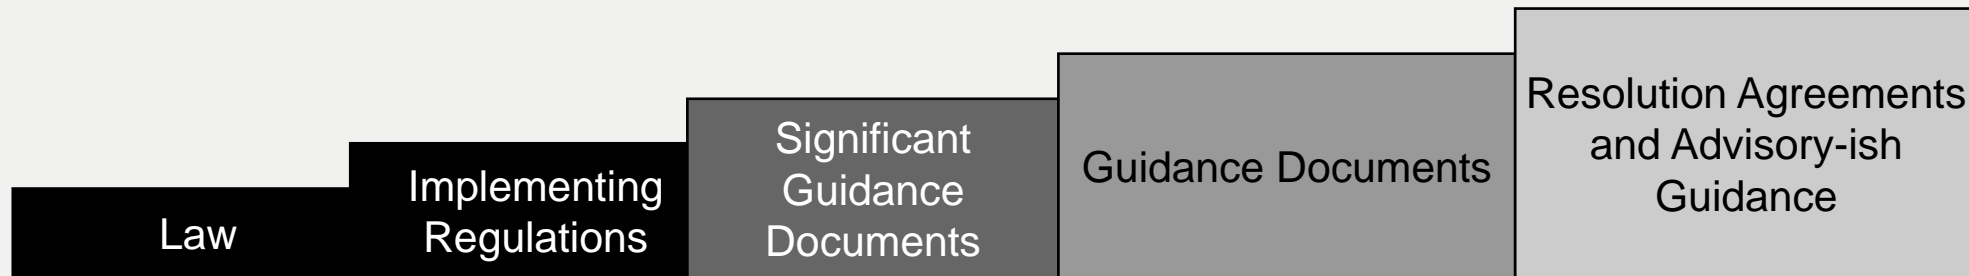 Law
Implementing
Regulations
Significant
Guidance
Documents
Guidance Documents
Resolution Agreements
and Advisory-ish
Guidance